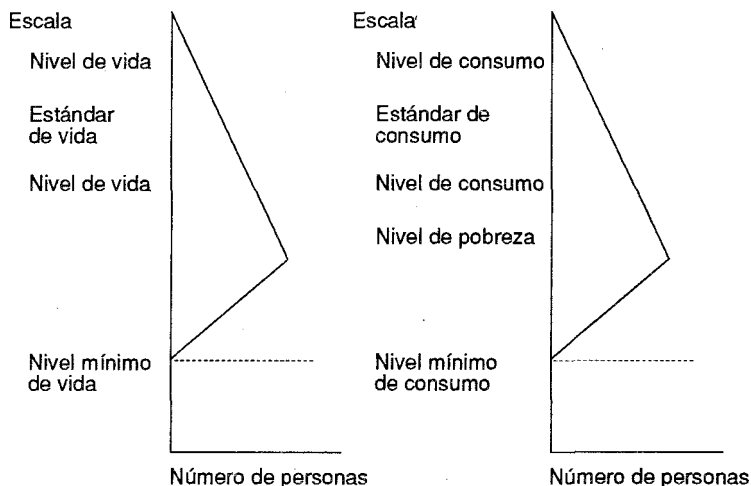 Escala
Nivel de vida
Estándar
de vida
Nivel de vida
Nivel mínimo
de vida
Número de personas
Escala
Nivel de consumo
Estándar de
consumo
Nivel de consumo
Nivel de pobreza
Nivel mínimo
de consumo
Número de personas